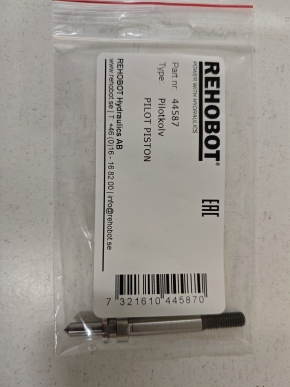 REHOBOT®
POWER WITH HYDRAULICS
Part nr 44587
Type Pilotkolv
PILOT PISTON
REHOBOT Hydraulics AB
www.rehobot.se | T: +46 (0)16 - 16 82 00 | info@rehobot.se
EAC
7 321610 445870